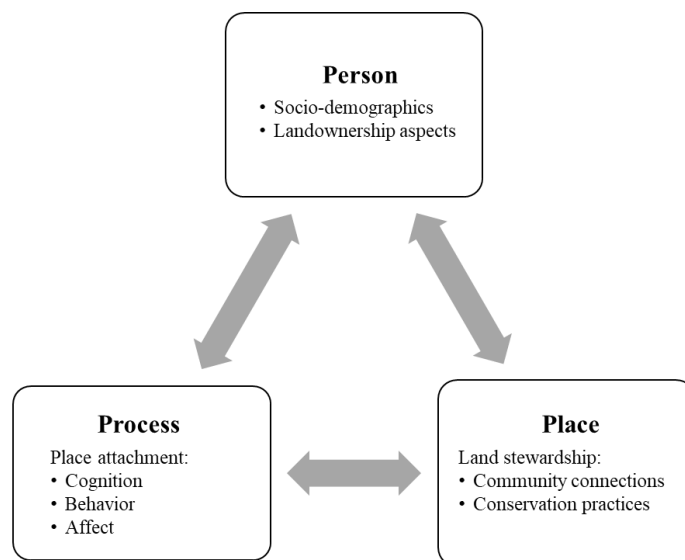 Person
• Socio-demographics
• Landownership aspects
Process
Place attachment:
• Cognition
• Behavior
• Affect
Place
Land stewardship:
• Community connections
• Conservation practices